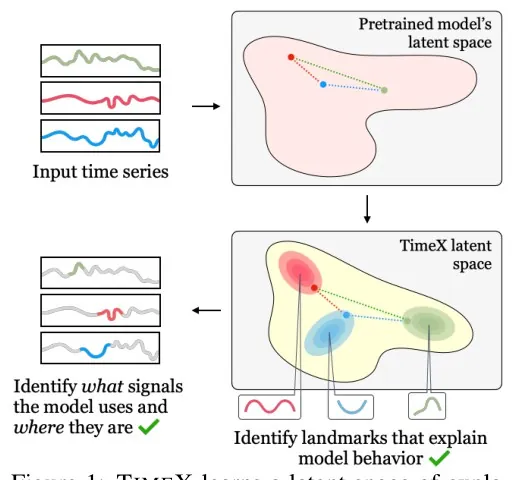 Pretrained model's
latent space
Input time series
TimeX latent
space
Identify what signals
the model uses and
where they are
Identify landmarks that explain
model behavior